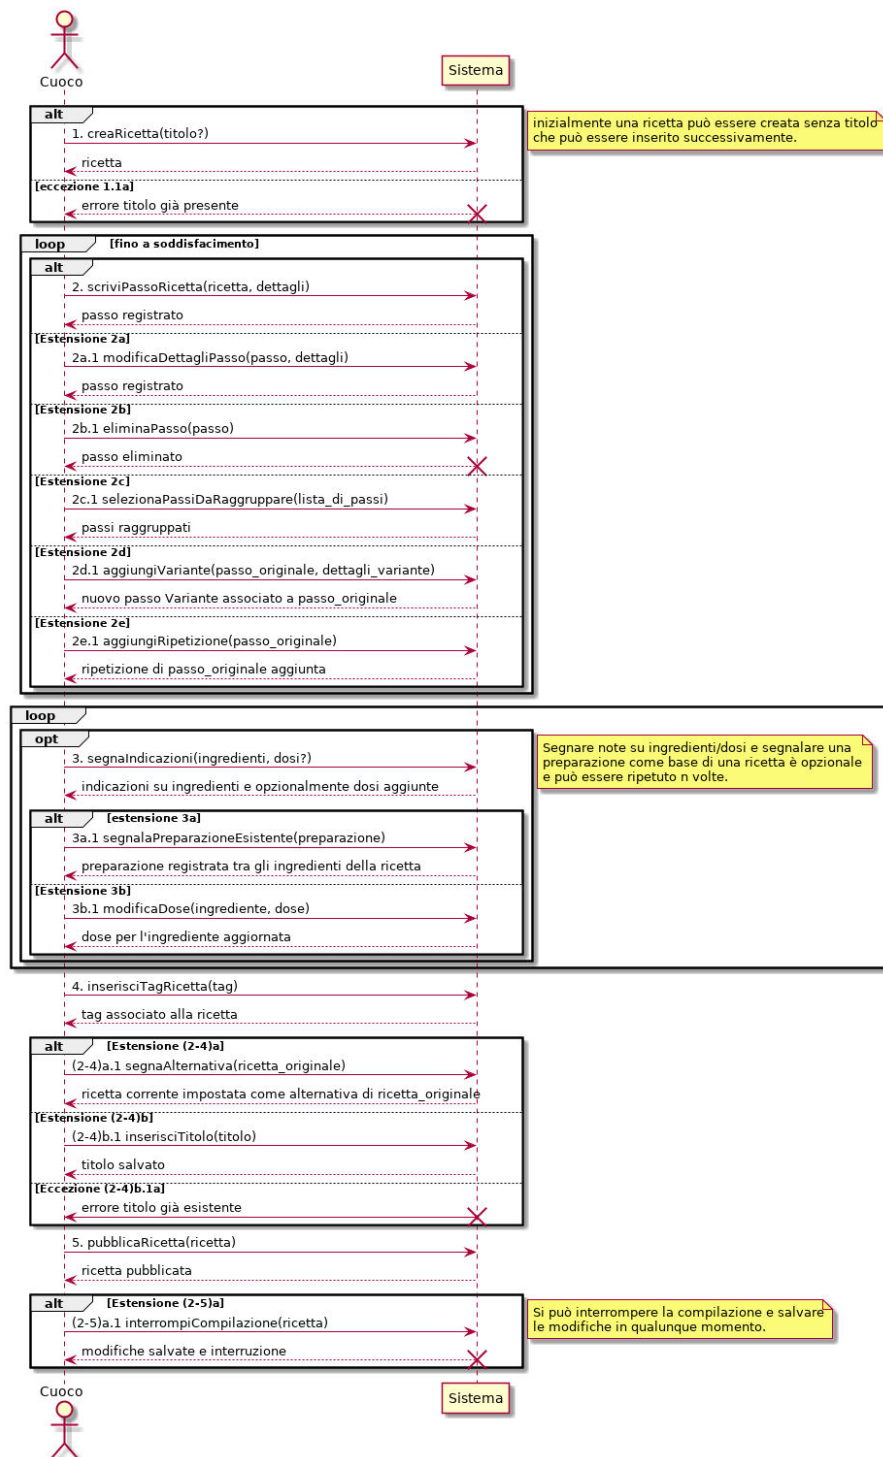 Cuoco
Sistema
alt
inizialmente una ricetta può essere creata senza titolo
che può essere inserito successivamente.
1. creaRicetta(titolo?)
ricetta
[eccezione 1.1a]
errore titolo già presente
loop [fino a soddisfacimento]
alt
2. scriviPassoRicetta(ricetta, dettagli)
passo registrato
[Estensione 2a]
2a.1 modificaDettagliPasso(passo, dettagli)
passo registrato
[Estensione 2b]
2b.1 eliminaPasso(passo)
passo eliminato
[Estensione 2c]
2c.1 selezionaPassiDaRaggruppare(lista_di_passi)
passi raggruppati
[Estensione 2d]
2d.1 aggiungiVariante(passo_originale, dettagli_variante)
nuovo passo Variante associato a passo_originale
[Estensione 2e]
2e.1 aggiungiRipetizione(passo_originale)
ripetizione di passo_originale aggiunta
loop
opt
Segnare note su ingredienti/dosi e segnalare una
preparazione come base di una ricetta è opzionale
e può essere ripetuto n volte.
3. segnaIndicazioni(ingredienti, dosi?)
indicazioni su ingredienti e opzionalmente dosi aggiunte
alt [estensione 3a]
3a.1 segnalaPreparazioneEsistente(preparazione)
preparazione registrata tra gli ingredienti della ricetta
[Estensione 3b]
3b.1 modificaDose(ingrediente, dose)
dose per l'ingrediente aggiornata
4. inserisciTagRicetta(tag)
tag associato alla ricetta
alt [Estensione (2-4)a]
(2-4)a.1 segnaAlternativa(ricetta_originale)
ricetta corrente impostata come alternativa di ricetta_originale
[Estensione (2-4)b]
(2-4)b.1 inserisciTitolo(titolo)
titolo salvato
[Eccezione (2-4)b.1a]
errore titolo già esistente
5. pubblicaRicetta(ricetta)
ricetta pubblicata
alt [Estensione (2-5)a]
Si può interrompere la compilazione e salvare
le modifiche in qualunque momento.
(2-5)a.1 interrompiCompilazione(ricetta)
modifiche salvate e interruzione
Cuoco
Sistema